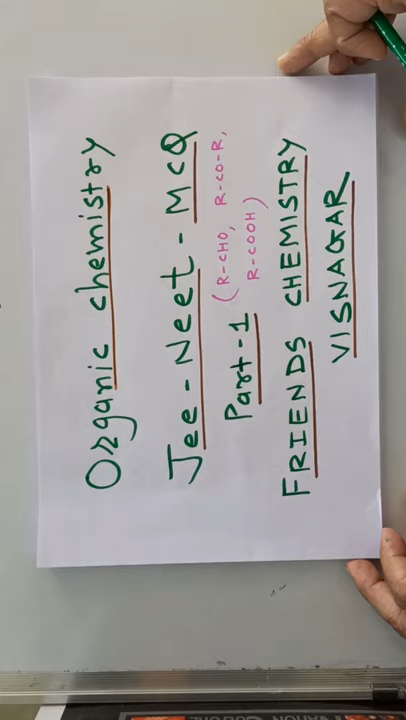 Organic chemistry
Jee - Neet - McQ
Part - 1 (R-CHO, R-CO-R,
R-COOH)
FRIENDS CHEMISTRY
VISNAGAR